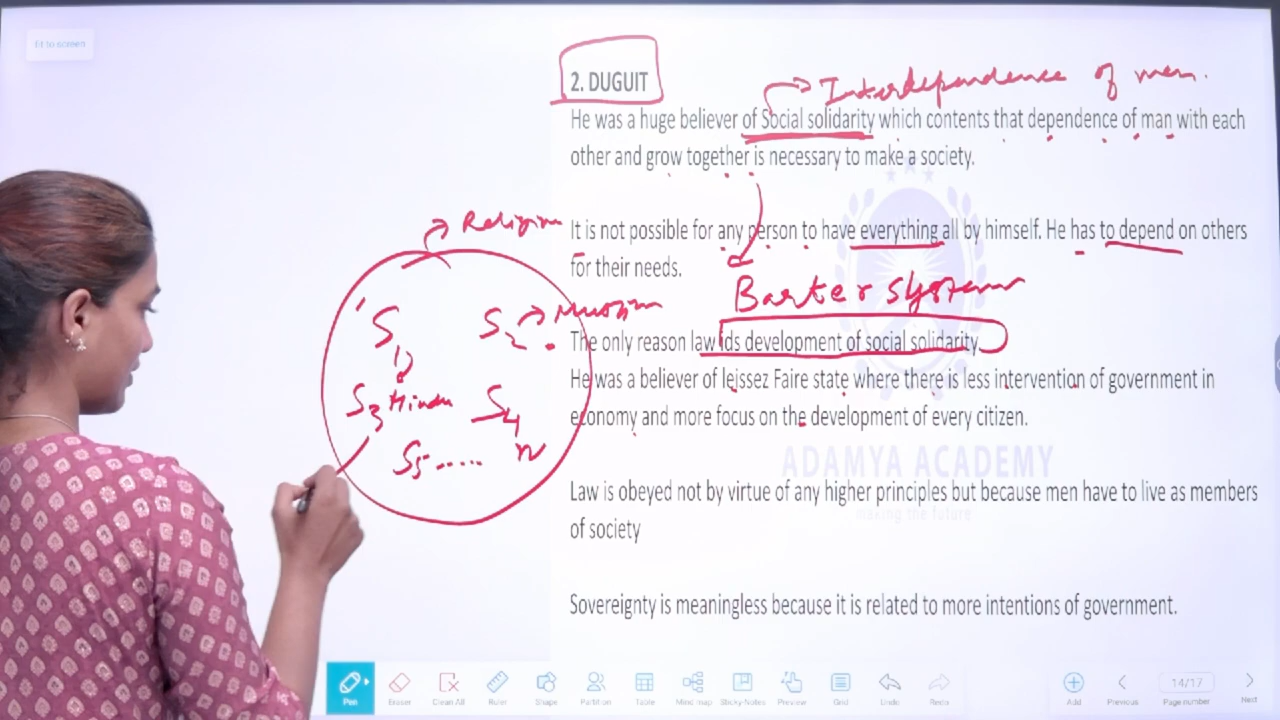 fit to screen
2. DUGUIT
Interdependence of men.
He was a huge believer of Social solidarity which contents that dependence of man with each
other and grow together is necessary to make a society.
Religion
It is not possible for any person to have everything all by himself. He has to depend on others
for their needs.
Barter System
S1 S2 Muslim
The only reason law ids development of social solidarity.
S3 Hindu S4
He was a believer of leissez Faire state where there is less intervention of government in
economy and more focus on the development of every citizen.
S5 ..... n
ADAMYA ACADEMY
making the future
Law is obeyed not by virtue of any higher principles but because men have to live as members
of society
Sovereignty is meaningless because it is related to more intentions of government.
Pen Eraser Clean All Ruler Shape Partition Table Mind map Sticky-Notes Preview Grid Undo Redo Add Previous 14/17 Page number Next